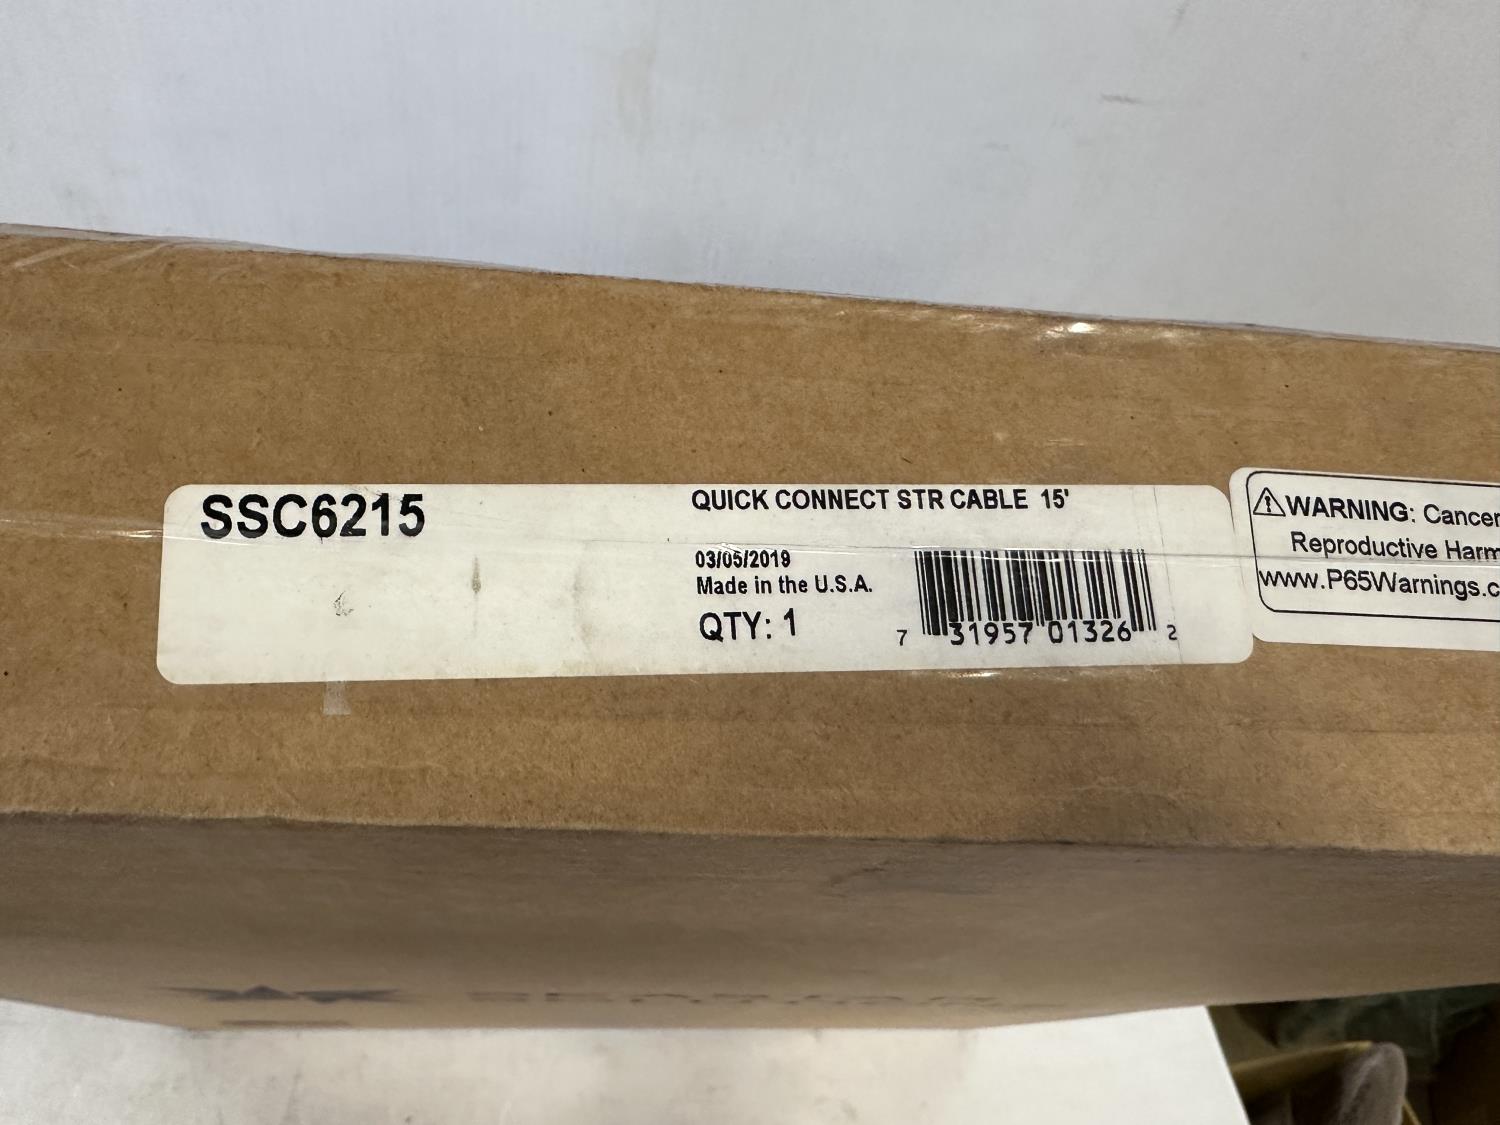 SSC6215
QUICK CONNECT STR CABLE 15'
03/05/2019
Made in the U.S.A.
QTY: 1
7 31957 01326 2
⚠WARNING: Cancer
Reproductive Harm
www.P65Warnings.c